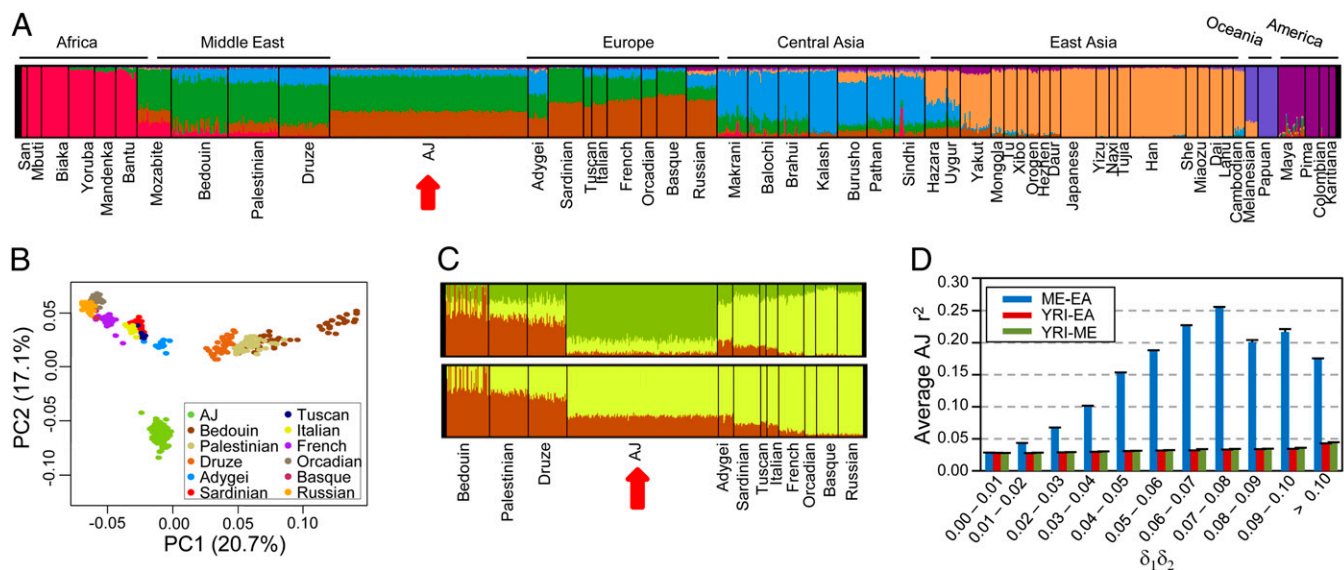 A
Africa
Middle East
Europe
Central Asia
East Asia
Oceania
America
San
Mbuti
Biaka
Yoruba
Mandenka
Bantu
Mozabite
Bedouin
Palestinian
Druze
AJ
Adygei
Sardinian
Tuscan
Italian
French
Orcadian
Basque
Russian
Makrani
Balochi
Brahui
Kalash
Burusho
Pathan
Sindhi
Hazara
Uygur
Yakut
Mongola
Tu
Xibo
Oroqen
Hezhen
Daur
Japanese
Yizu
Naxi
Tujia
Han
She
Miaozu
Dai
Lahu
Cambodian
Melanesian
Papuan
Maya
Pima
Colombian
Karitiana
B
PC2 (17.1%)
0.05
0.00
-0.05
-0.10
AJ
Bedouin
Palestinian
Druze
Adygei
Sardinian
Tuscan
Italian
French
Orcadian
Basque
Russian
-0.05
0.00
0.05
0.10
PC1 (20.7%)
C
Bedouin
Palestinian
Druze
AJ
Adygei
Sardinian
Tuscan
Italian
French
Orcadian
Basque
Russian
D
Average AJ r²
0.30
0.25
0.20
0.15
0.10
0.05
0.00
ME-EA
YRI-EA
YRI-ME
0.00 – 0.01
0.01 – 0.02
0.02 – 0.03
0.03 – 0.04
0.04 – 0.05
0.05 – 0.06
0.06 – 0.07
0.07 – 0.08
0.08 – 0.09
0.09 – 0.10
> 0.10
δ₁δ₂